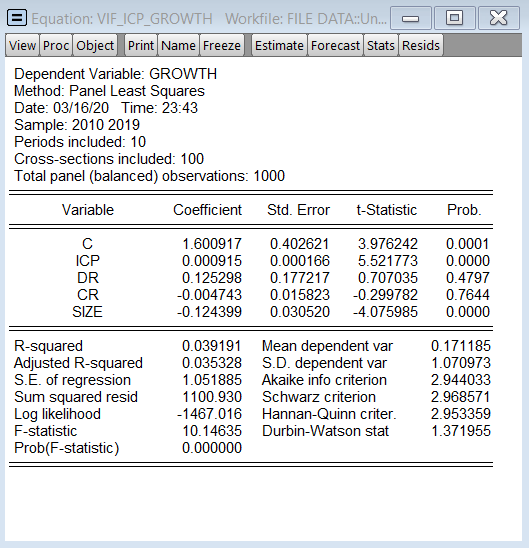 Equation: VIF_ICP_GROWTH Workfile: FILE DATA::Un...
View Proc Object Print Name Freeze Estimate Forecast Stats Resids
Dependent Variable: GROWTH
Method: Panel Least Squares
Date: 03/16/20 Time: 23:43
Sample: 2010 2019
Periods included: 10
Cross-sections included: 100
Total panel (balanced) observations: 1000
Variable Coefficient Std. Error t-Statistic Prob.
C 1.600917 0.402621 3.976242 0.0001
ICP 0.000915 0.000166 5.521773 0.0000
DR 0.125298 0.177217 0.707035 0.4797
CR -0.004743 0.015823 -0.299782 0.7644
SIZE -0.124399 0.030520 -4.075985 0.0000
R-squared 0.039191 Mean dependent var 0.171185
Adjusted R-squared 0.035328 S.D. dependent var 1.070973
S.E. of regression 1.051885 Akaike info criterion 2.944033
Sum squared resid 1100.930 Schwarz criterion 2.968571
Log likelihood -1467.016 Hannan-Quinn criter. 2.953359
F-statistic 10.14635 Durbin-Watson stat 1.371955
Prob(F-statistic) 0.000000